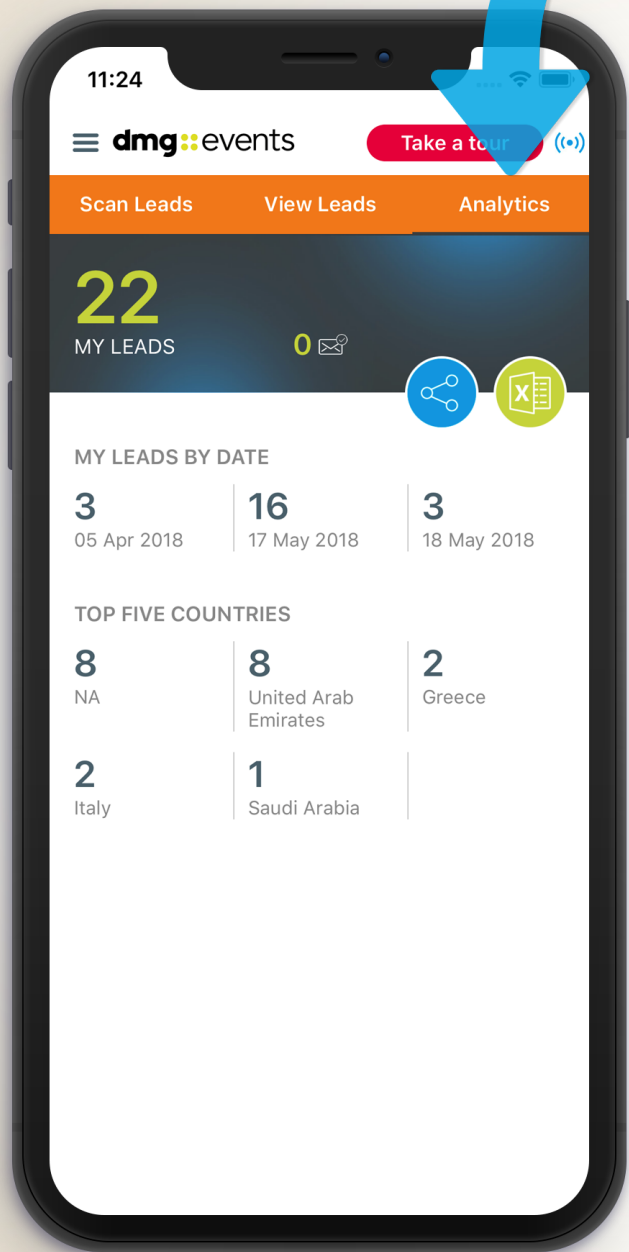 11:24
dmg::events
Take a tour
Scan Leads View Leads Analytics
22
MY LEADS
0
X
MY LEADS BY DATE
3 16 3
05 Apr 2018 17 May 2018 18 May 2018
TOP FIVE COUNTRIES
8 8 2
NA United Arab Greece
Emirates
2 1
Italy Saudi Arabia